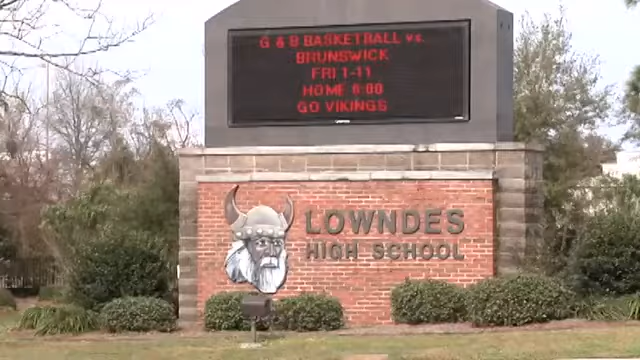 G & B BASKETBALL vs.
BRUNSWICK
FRI 1-11
HOME 6:00
GO VIKINGS
LOWNDES
HIGH SCHOOL